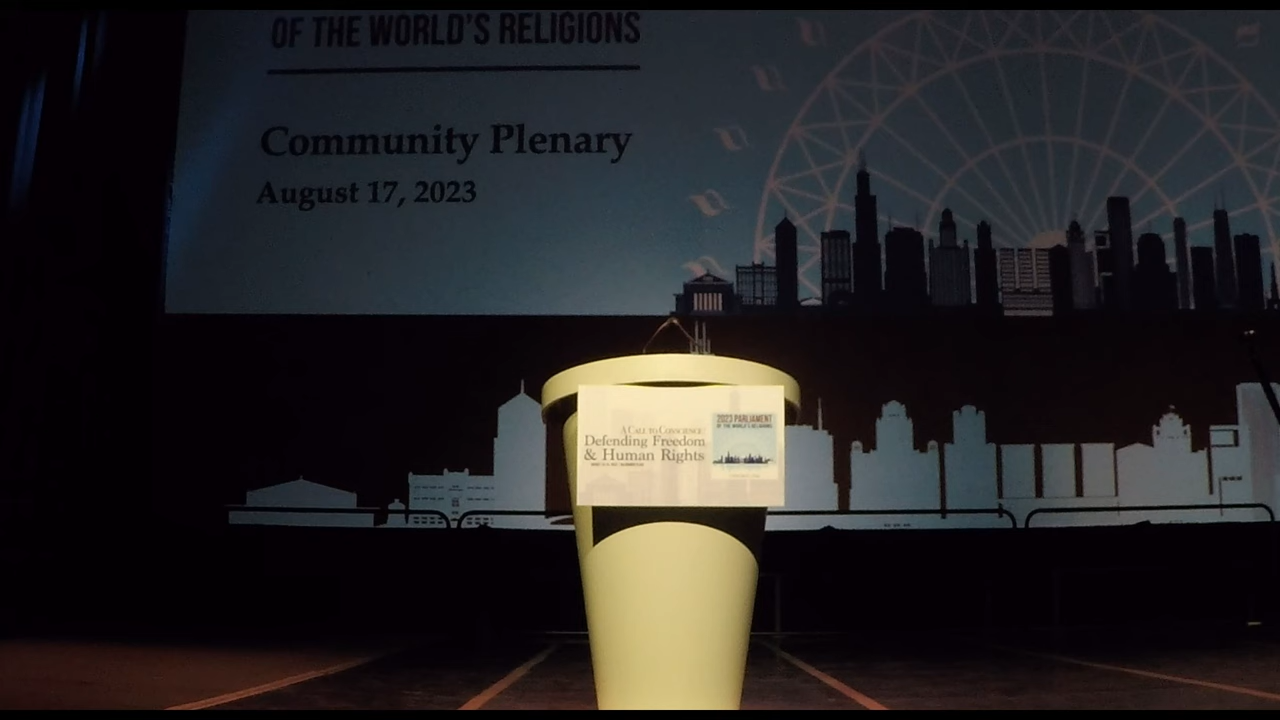 OF THE WORLD'S RELIGIONS
Community Plenary
August 17, 2023
A CALL TO CONSCIENCE:
Defending Freedom
& Human Rights
2023 PARLIAMENT
OF THE WORLD'S RELIGIONS